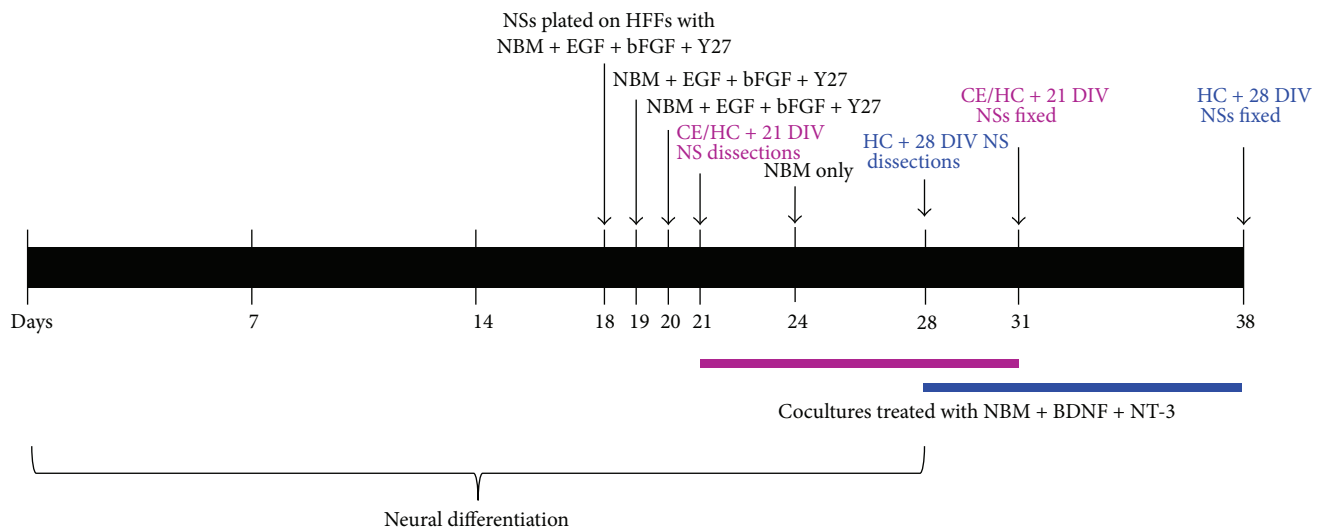 NSs plated on HFFs with
NBM + EGF + bFGF + Y27
NBM + EGF + bFGF + Y27
NBM + EGF + bFGF + Y27
CE/HC + 21 DIV
NS dissections
NBM only
HC + 28 DIV NS
dissections
CE/HC + 21 DIV
NSs fixed
HC + 28 DIV
NSs fixed
Days 7 14 18 19 20 21 24 28 31 38
Cocultures treated with NBM + BDNF + NT-3
Neural differentiation